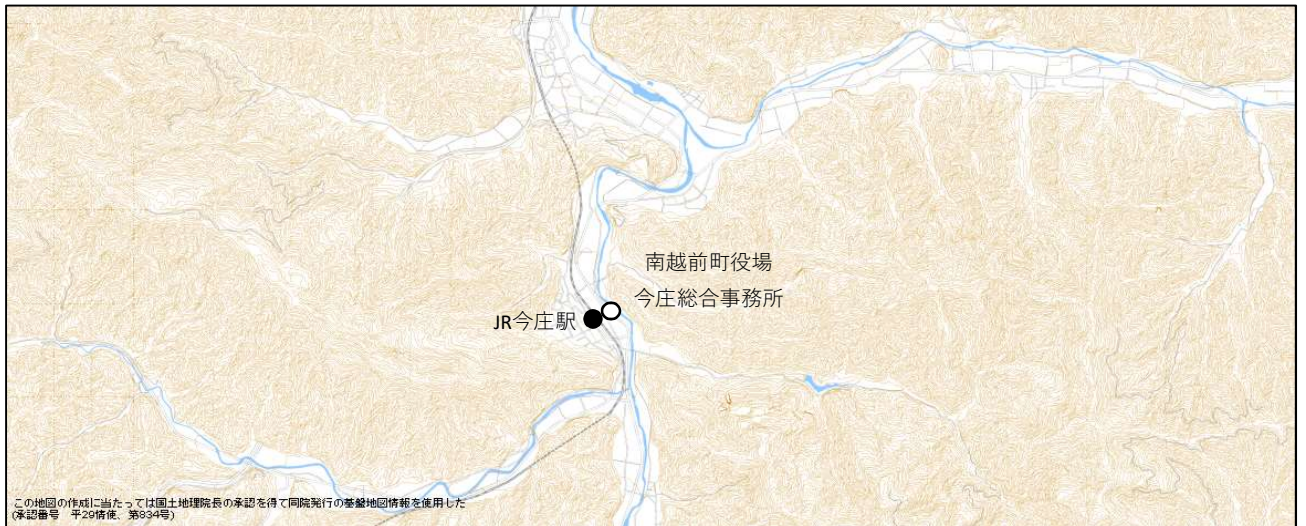 南越前町役場
今庄総合事務所
JR今庄駅
この地図の作成に当たっては国土地理院長の承認を得て同院発行の基盤地図情報を使用した
(承認番号　平29情使、第834号)